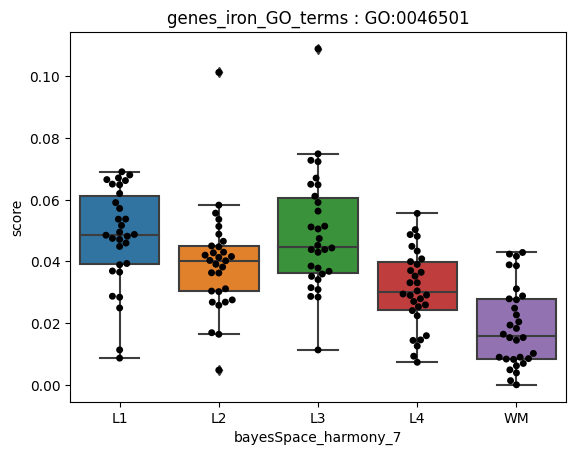 genes_iron_GO_terms : GO:0046501
0.10
0.08
0.06
0.04
0.02
0.00
score
L1 L2 L3 L4 WM
bayesSpace_harmony_7